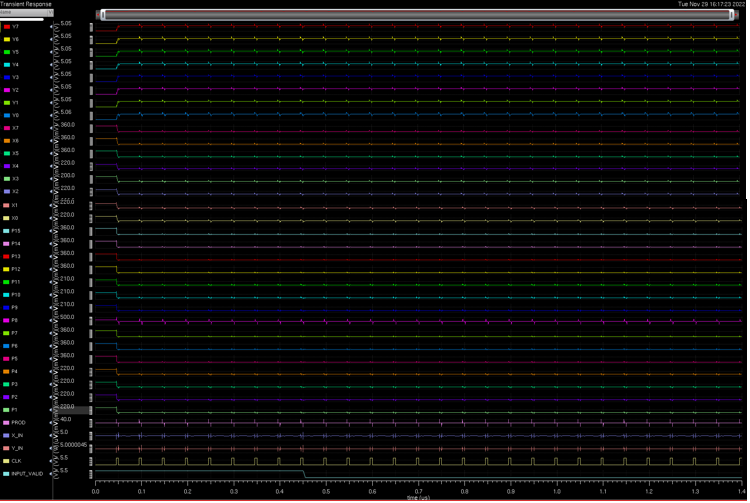 Transient Response
Tue Nov 29 16:17:23 2022
Name
Y7
Y6
Y5
Y4
Y3
Y2
Y1
Y0
X7
X6
X5
X4
X3
X2
X1
X0
P15
P14
P13
P12
P11
P10
P9
P8
P7
P6
P5
P4
P3
P2
P1
PROD
X_IN
Y_IN
CLK
INPUT_VALID
5.05
5.05
5.05
5.05
5.05
5.05
5.05
5.06
360.0
360.0
360.0
220.0
200.0
220.0
220.0
220.0
360.0
360.0
360.0
360.0
210.0
210.0
210.0
500.0
360.0
360.0
360.0
220.0
220.0
220.0
220.0
40.0
5.0
5.0000045
5.5
5.5
0.0 0.1 0.2 0.3 0.4 0.5 0.6 0.7 0.8 0.9 1.0 1.1 1.2 1.3 1.4
time (us)